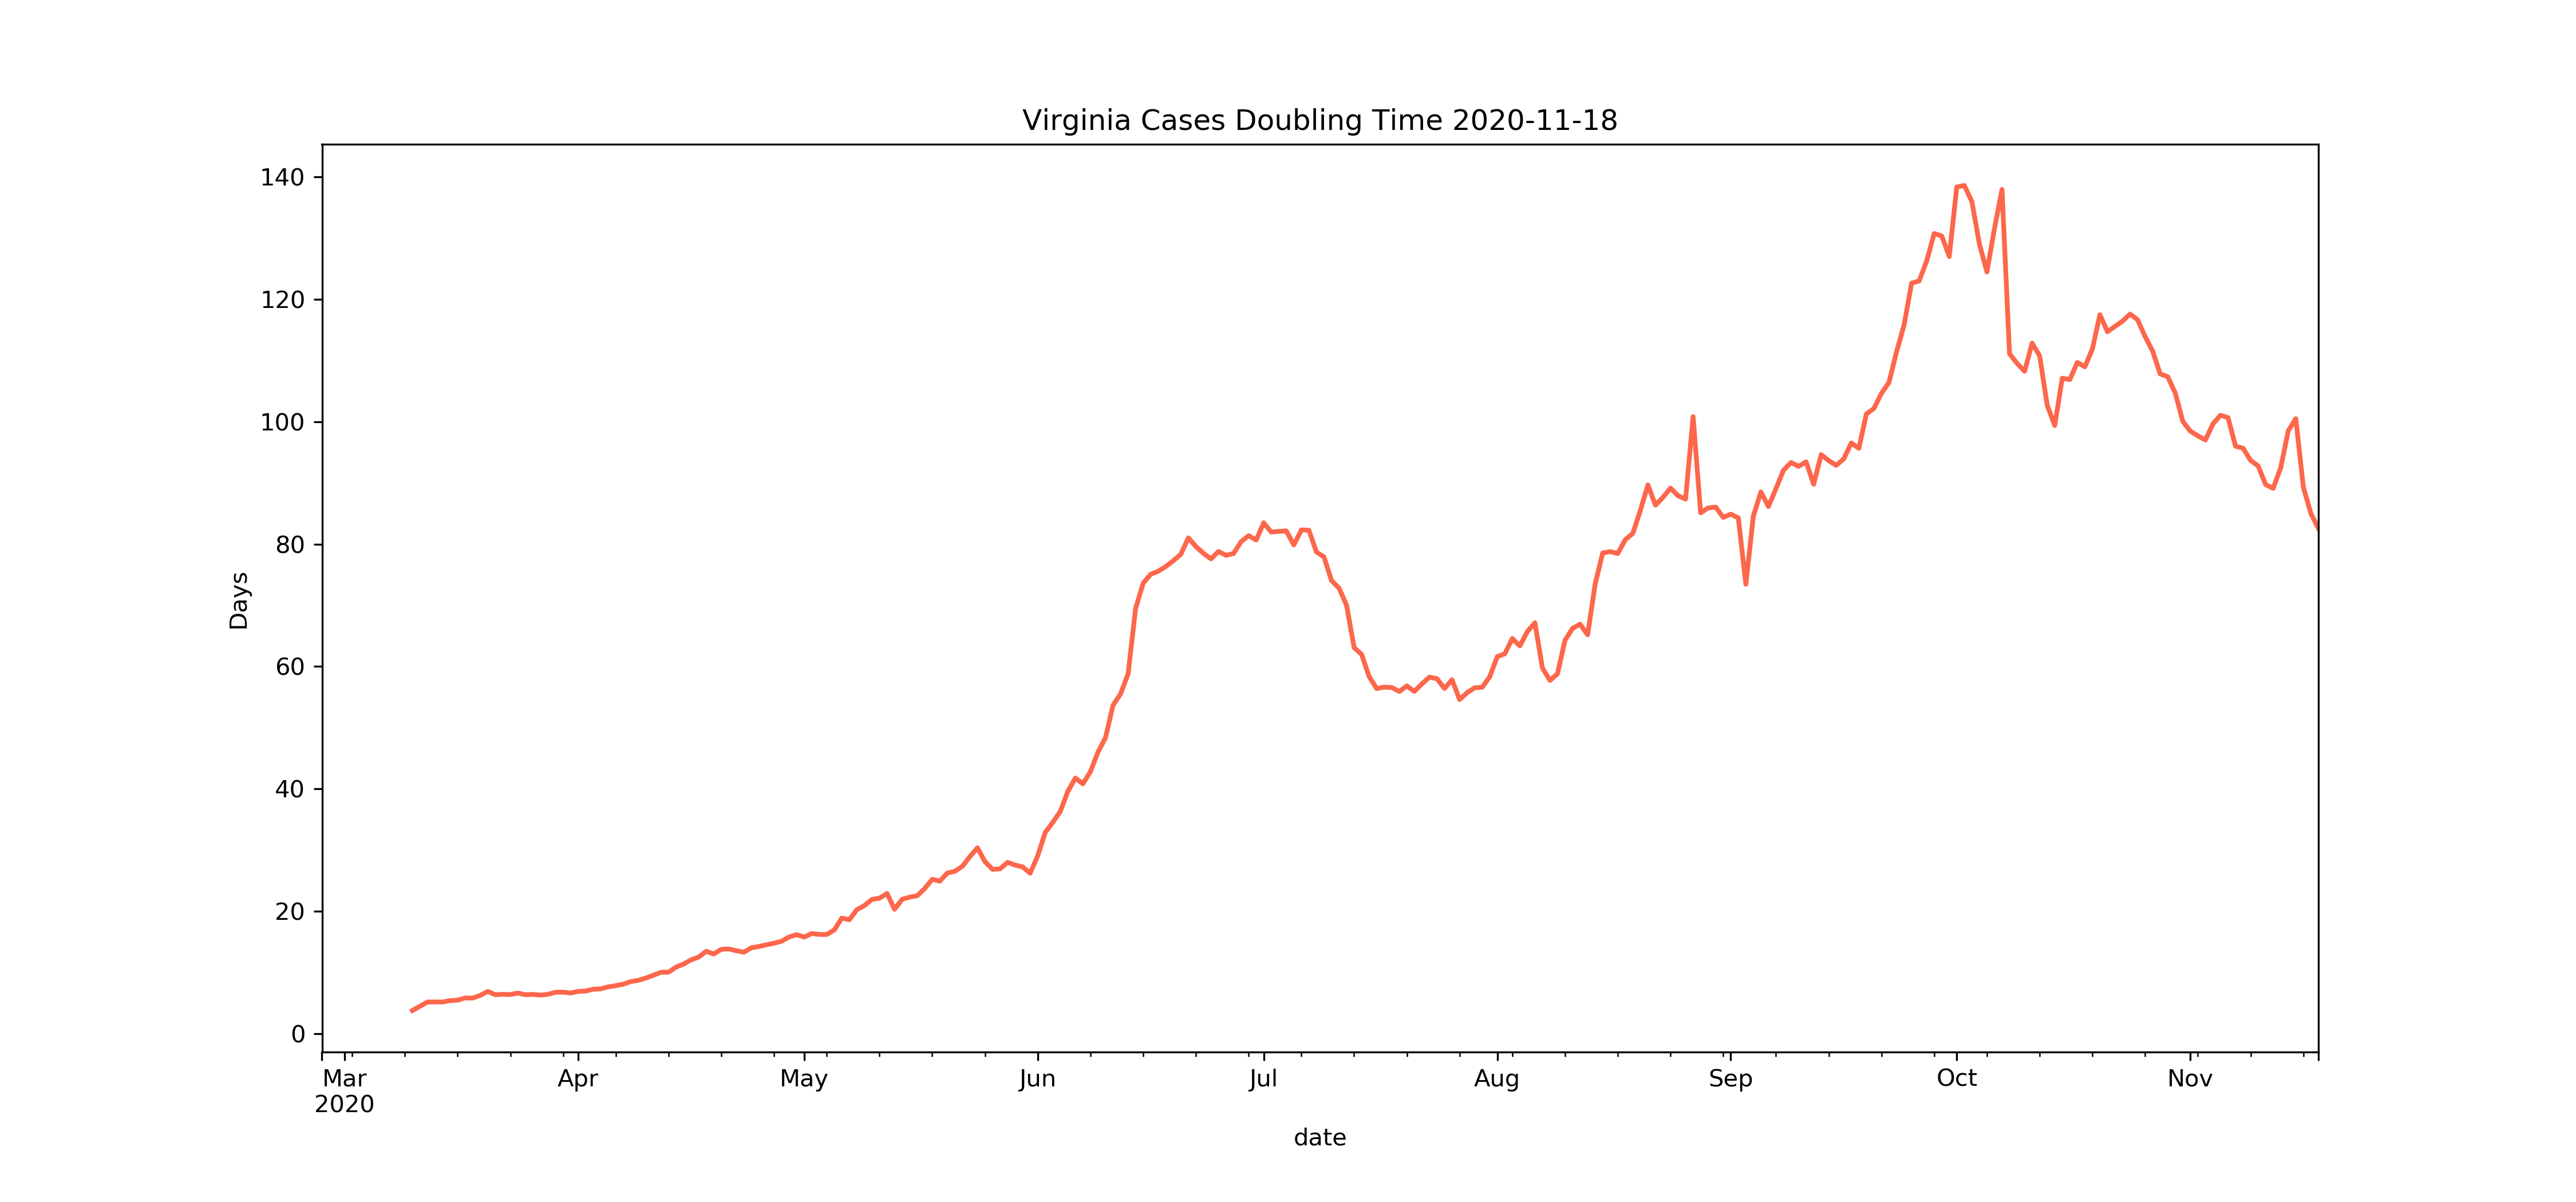 Virginia Cases Doubling Time 2020-11-18
140
120
100
80
60
40
20
0
Days
Mar Apr May Jun Jul Aug Sep Oct Nov
2020
date